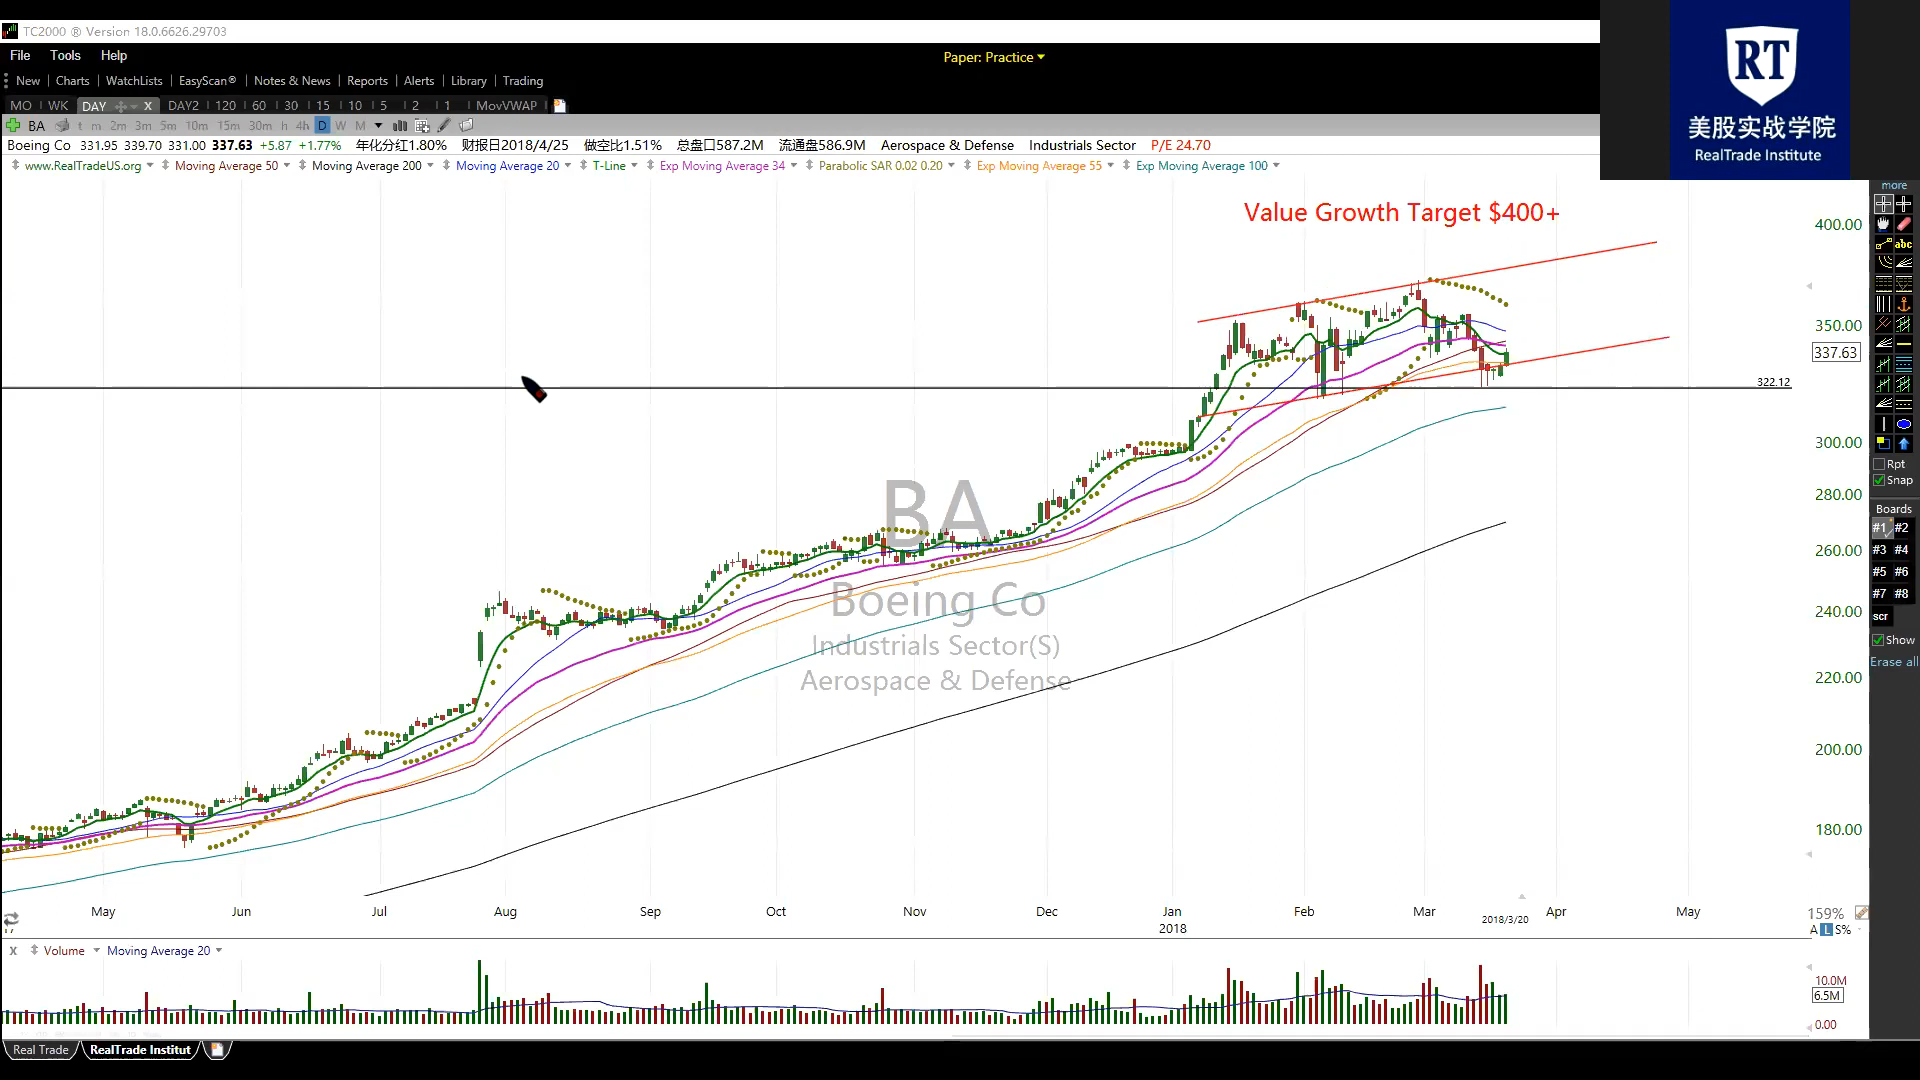 TC2000 ® Version 18.0.6626.29703
File Tools Help
Paper: Practice
New Charts WatchLists EasyScan® Notes & News Reports Alerts Library Trading
MO WK DAY X DAY2 120 60 30 15 10 5 2 1 MovVWAP
BA t m 2m 3m 5m 10m 15m 30m h 4h D W M
Boeing Co 331.95 339.70 331.00 337.63 +5.87 +1.77% 年化分红1.80% 财报日2018/4/25 做空比1.51% 总盘口587.2M 流通盘586.9M Aerospace & Defense Industrials Sector P/E 24.70
www.RealTradeUS.org Moving Average 50 Moving Average 200 Moving Average 20 T-Line Exp Moving Average 34 Parabolic SAR 0.02 0.20 Exp Moving Average 55 Exp Moving Average 100
RT
美股实战学院
RealTrade Institute
more
abc
Rpt
Snap
Boards
#1 #2
#3 #4
#5 #6
#7 #8
scr
Show
Erase all
Value Growth Target $400+
400.00
350.00
337.63
322.12
300.00
280.00
260.00
240.00
220.00
200.00
180.00
BA
Boeing Co
Industrials Sector(S)
Aerospace & Defense
May Jun Jul Aug Sep Oct Nov Dec Jan Feb Mar Apr May
2018
2018/3/20
159%
A L S%
X Volume Moving Average 20
10.0M
6.5M
0.00
Real Trade RealTrade Institut